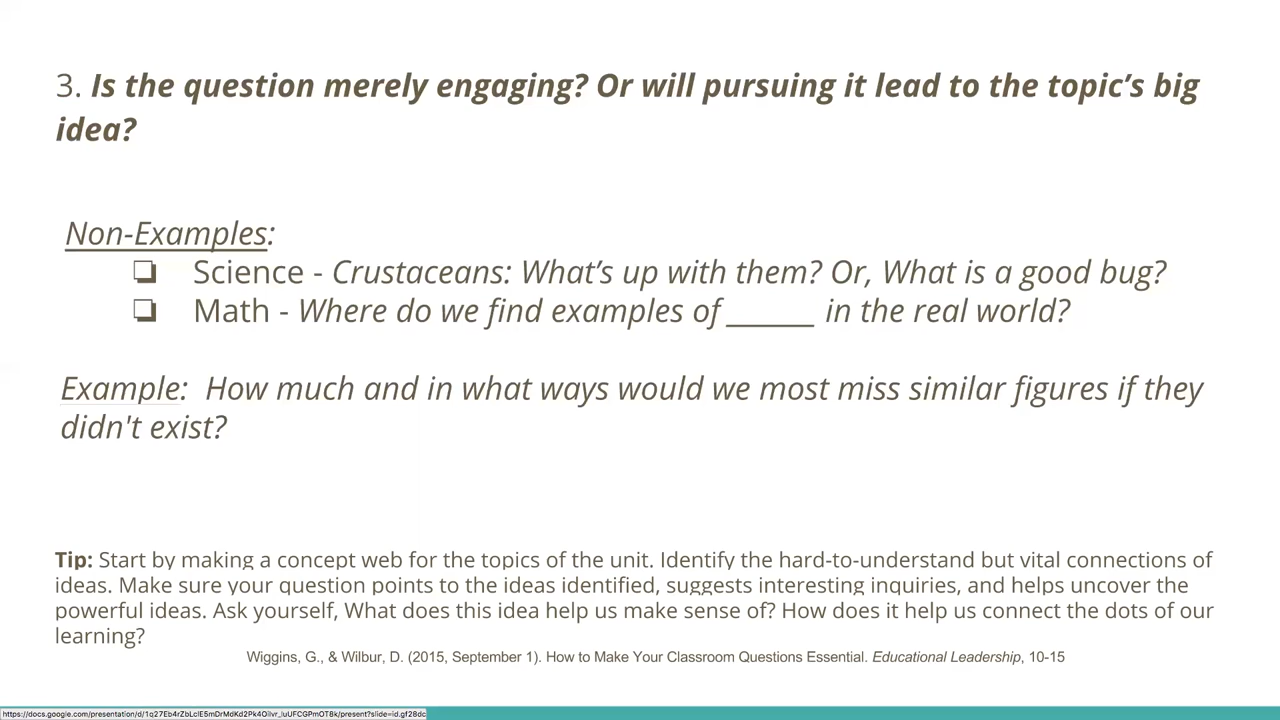 3. Is the question merely engaging? Or will pursuing it lead to the topic’s big
idea?
Non-Examples:
❏ Science - Crustaceans: What’s up with them? Or, What is a good bug?
❏ Math - Where do we find examples of ______ in the real world?
Example: How much and in what ways would we most miss similar figures if they
didn't exist?
Tip: Start by making a concept web for the topics of the unit. Identify the hard-to-understand but vital connections of
ideas. Make sure your question points to the ideas identified, suggests interesting inquiries, and helps uncover the
powerful ideas. Ask yourself, What does this idea help us make sense of? How does it help us connect the dots of our
learning?
Wiggins, G., & Wilbur, D. (2015, September 1). How to Make Your Classroom Questions Essential. Educational Leadership, 10-15